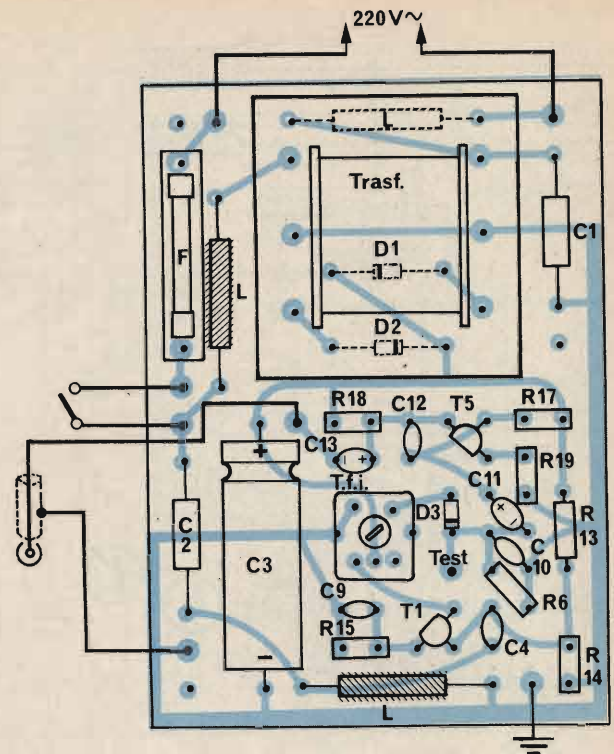 220V~
L
Trasf.
C1
F
D1
L
D2
R18
C12
T5
R17
C13
+
- +
T.f.i.
C11
R19
+
-
D3
R
13
C
2
C3
Test
C
10
C9
R6
T1
R15
C4
R
14
-
L